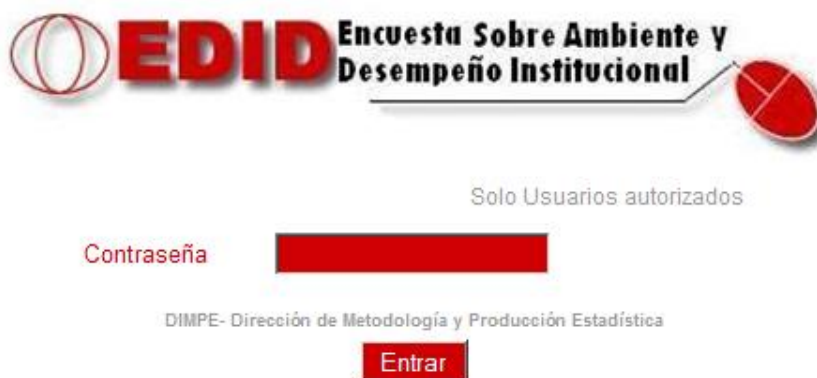 EDID
Encuesta Sobre Ambiente y
Desempeño Institucional
Solo Usuarios autorizados
Contraseña
DIMPE- Dirección de Metodología y Producción Estadística
Entrar